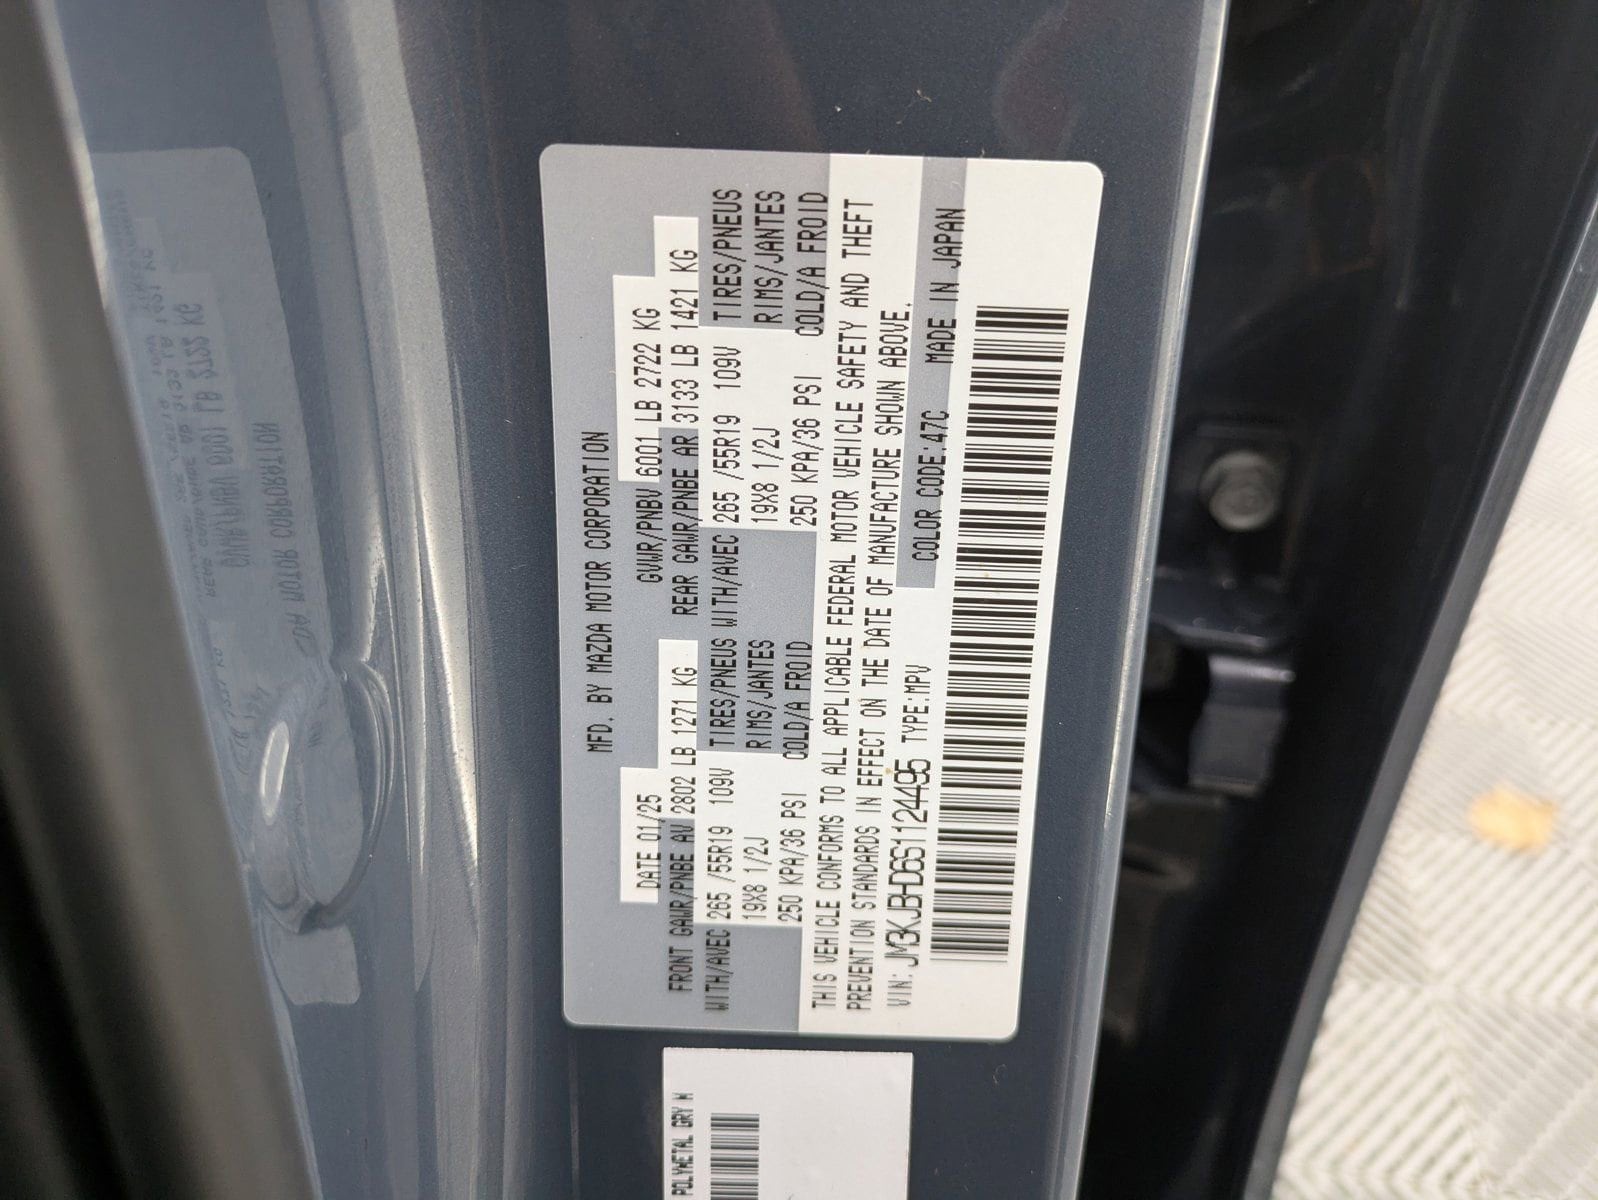 MFD. BY MAZDA MOTOR CORPORATION
DATE 01/25 GVWR/PNBV 6001 LB 2722 KG
FRONT GAWR/PNBE AV 2802 LB 1271 KG REAR GAWR/PNBE AR 3133 LB 1421 KG
WITH/AVEC 265 /55R19 109V TIRES/PNEUS WITH/AVEC 265 /55R19 109V TIRES/PNEUS
19X8 1/2J RIMS/JANTES 19X8 1/2J RIMS/JANTES
250 KPA/36 PSI COLD/A FROID 250 KPA/36 PSI COLD/A FROID
THIS VEHICLE CONFORMS TO ALL APPLICABLE FEDERAL MOTOR VEHICLE SAFETY AND THEFT
PREVENTION STANDARDS IN EFFECT ON THE DATE OF MANUFACTURE SHOWN ABOVE.
VIN: JM3KJBHD6S1124495 TYPE:MPV COLOR CODE:47C MADE IN JAPAN
POLYMETAL GRY M